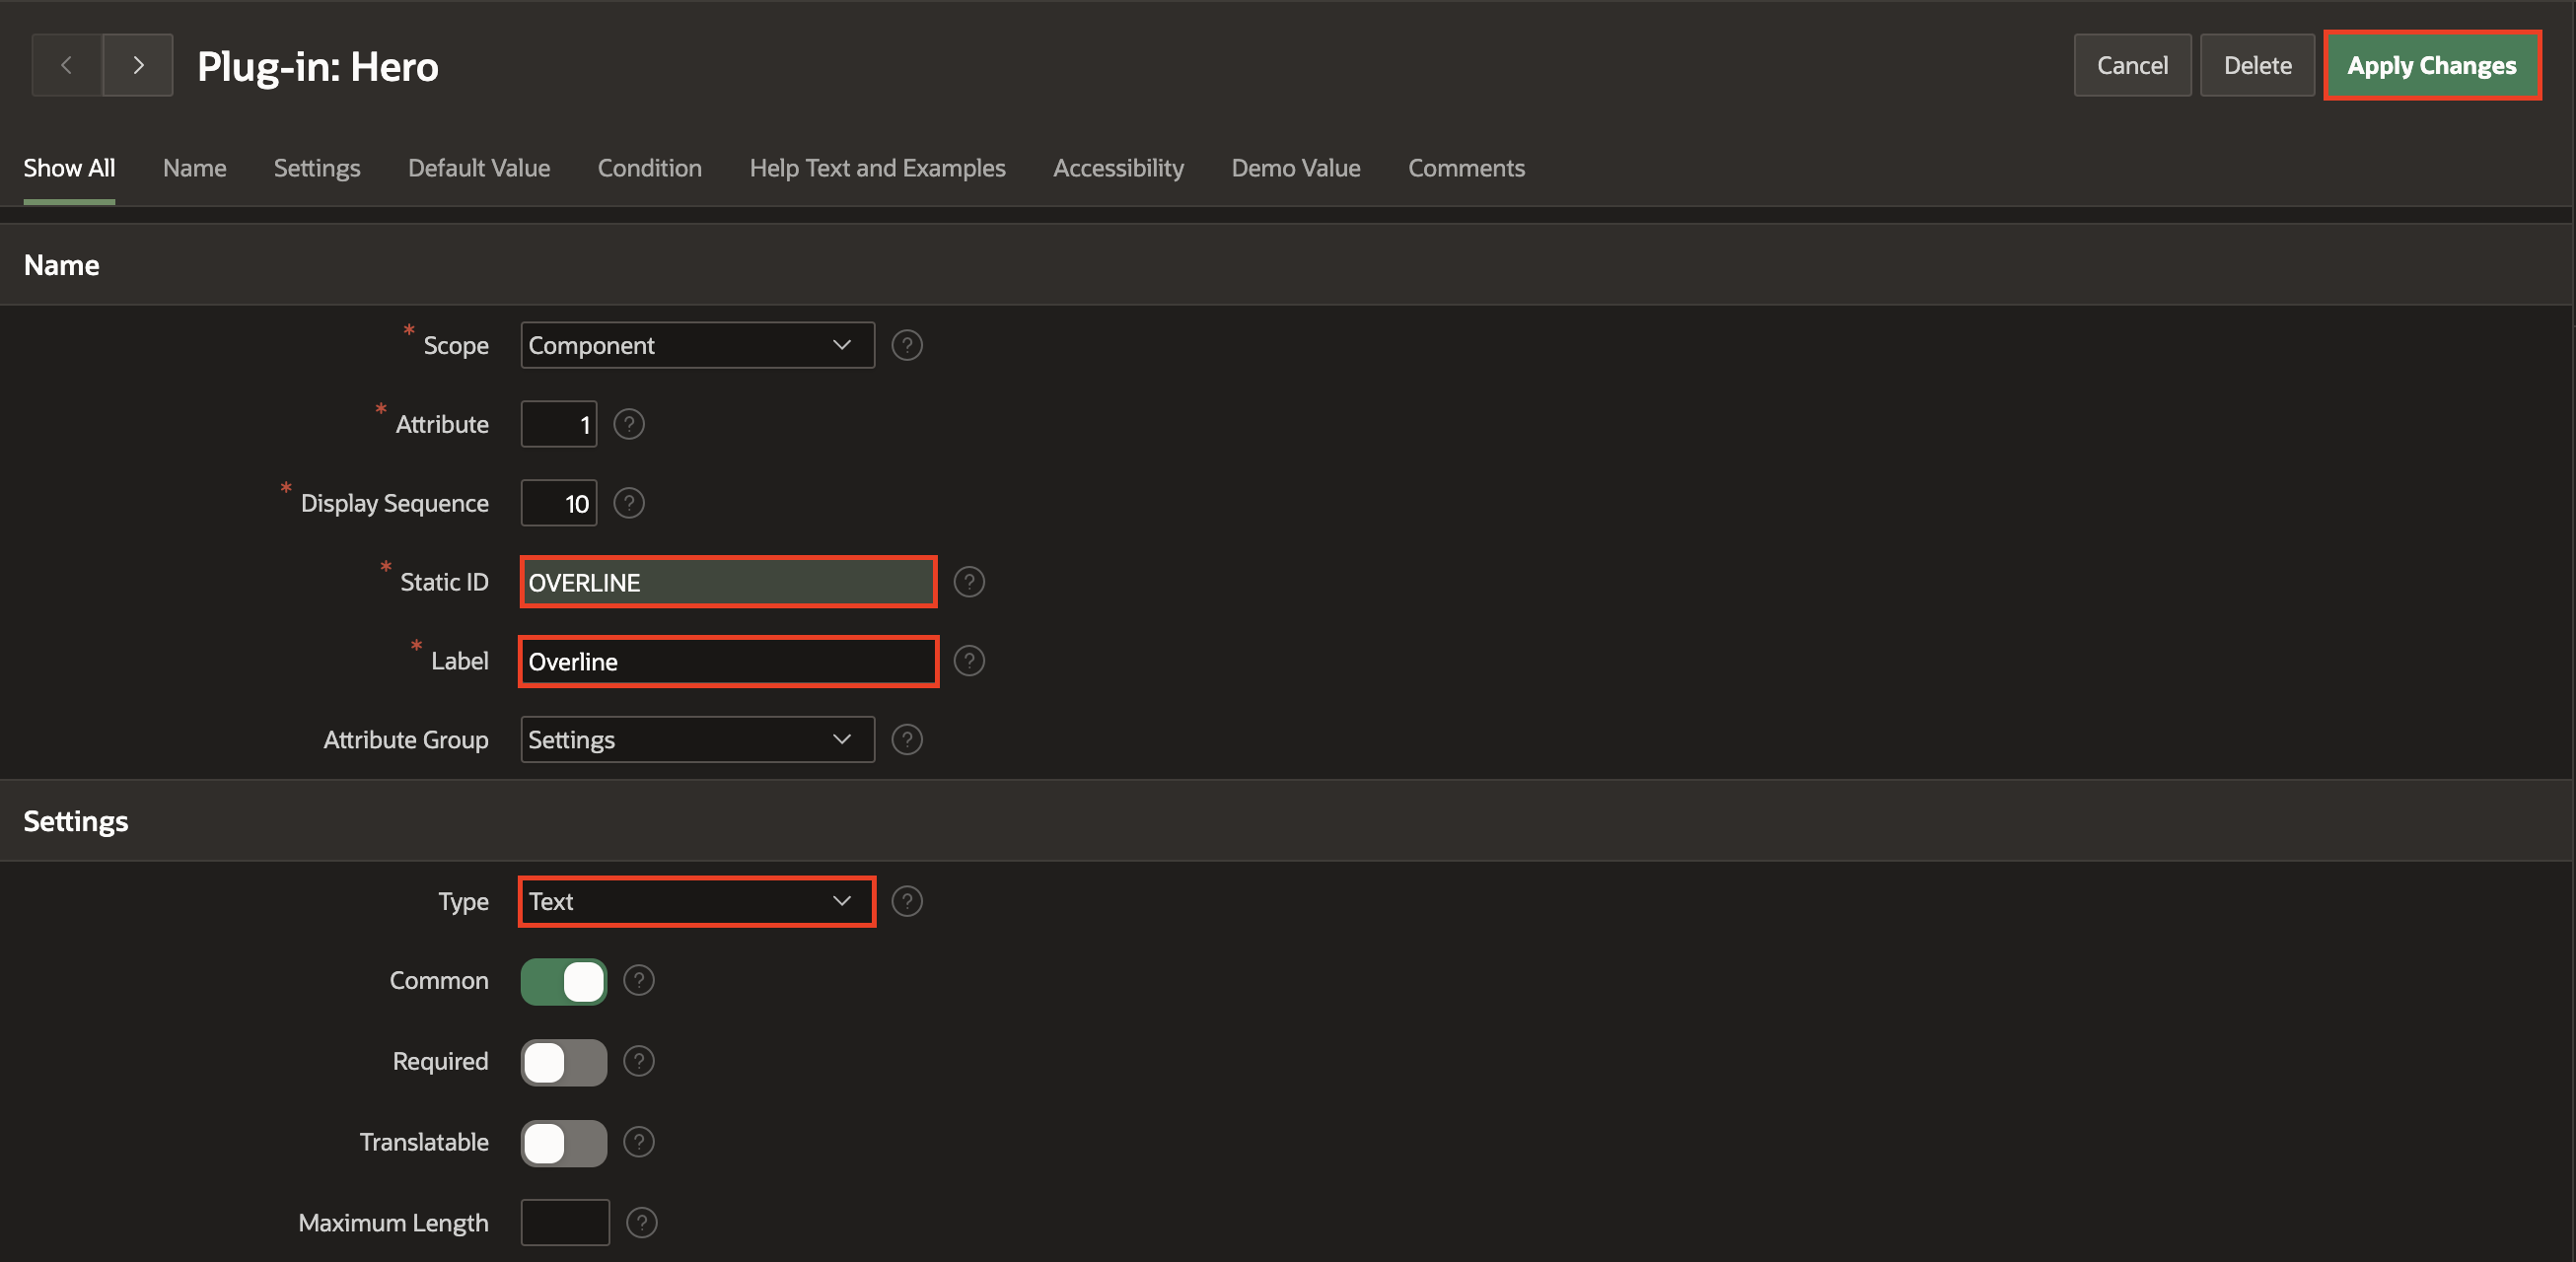 Plug-in: Hero
Cancel Delete Apply Changes
Show All Name Settings Default Value Condition Help Text and Examples Accessibility Demo Value Comments
Name
* Scope Component ?
* Attribute 1 ?
* Display Sequence 10 ?
* Static ID OVERLINE ?
* Label Overline ?
Attribute Group Settings ?
Settings
Type Text ?
Common ?
Required ?
Translatable ?
Maximum Length ?